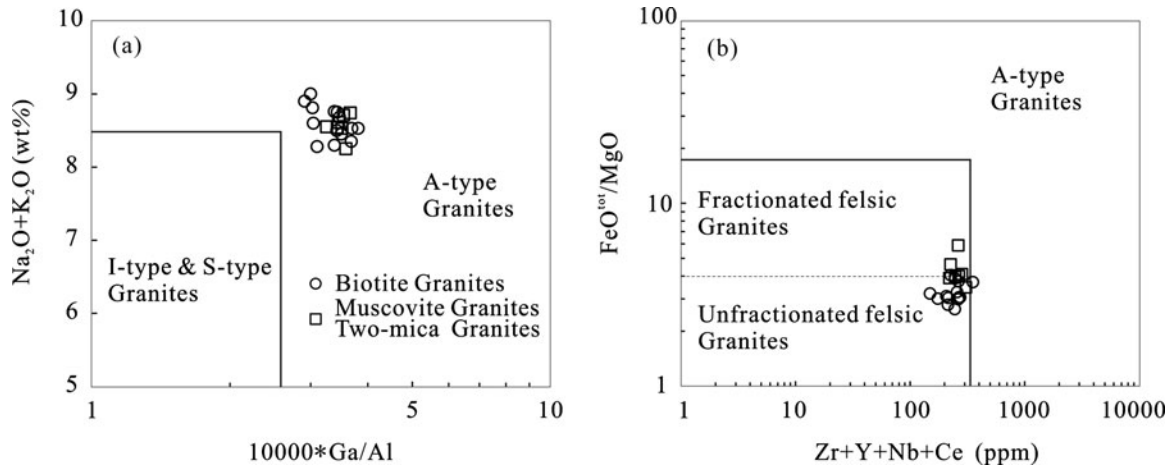 (a)
10
9
8
7
6
5
Na₂O+K₂O (wt%)
I-type & S-type
Granites
A-type
Granites
Biotite Granites
Muscovite Granites
Two-mica Granites
1
5
10
10000*Ga/Al
(b)
100
10
1
FeOᵗᵒᵗ/MgO
A-type
Granites
Fractionated felsic
Granites
Unfractionated felsic
Granites
1
10
100
1000
10000
Zr+Y+Nb+Ce (ppm)